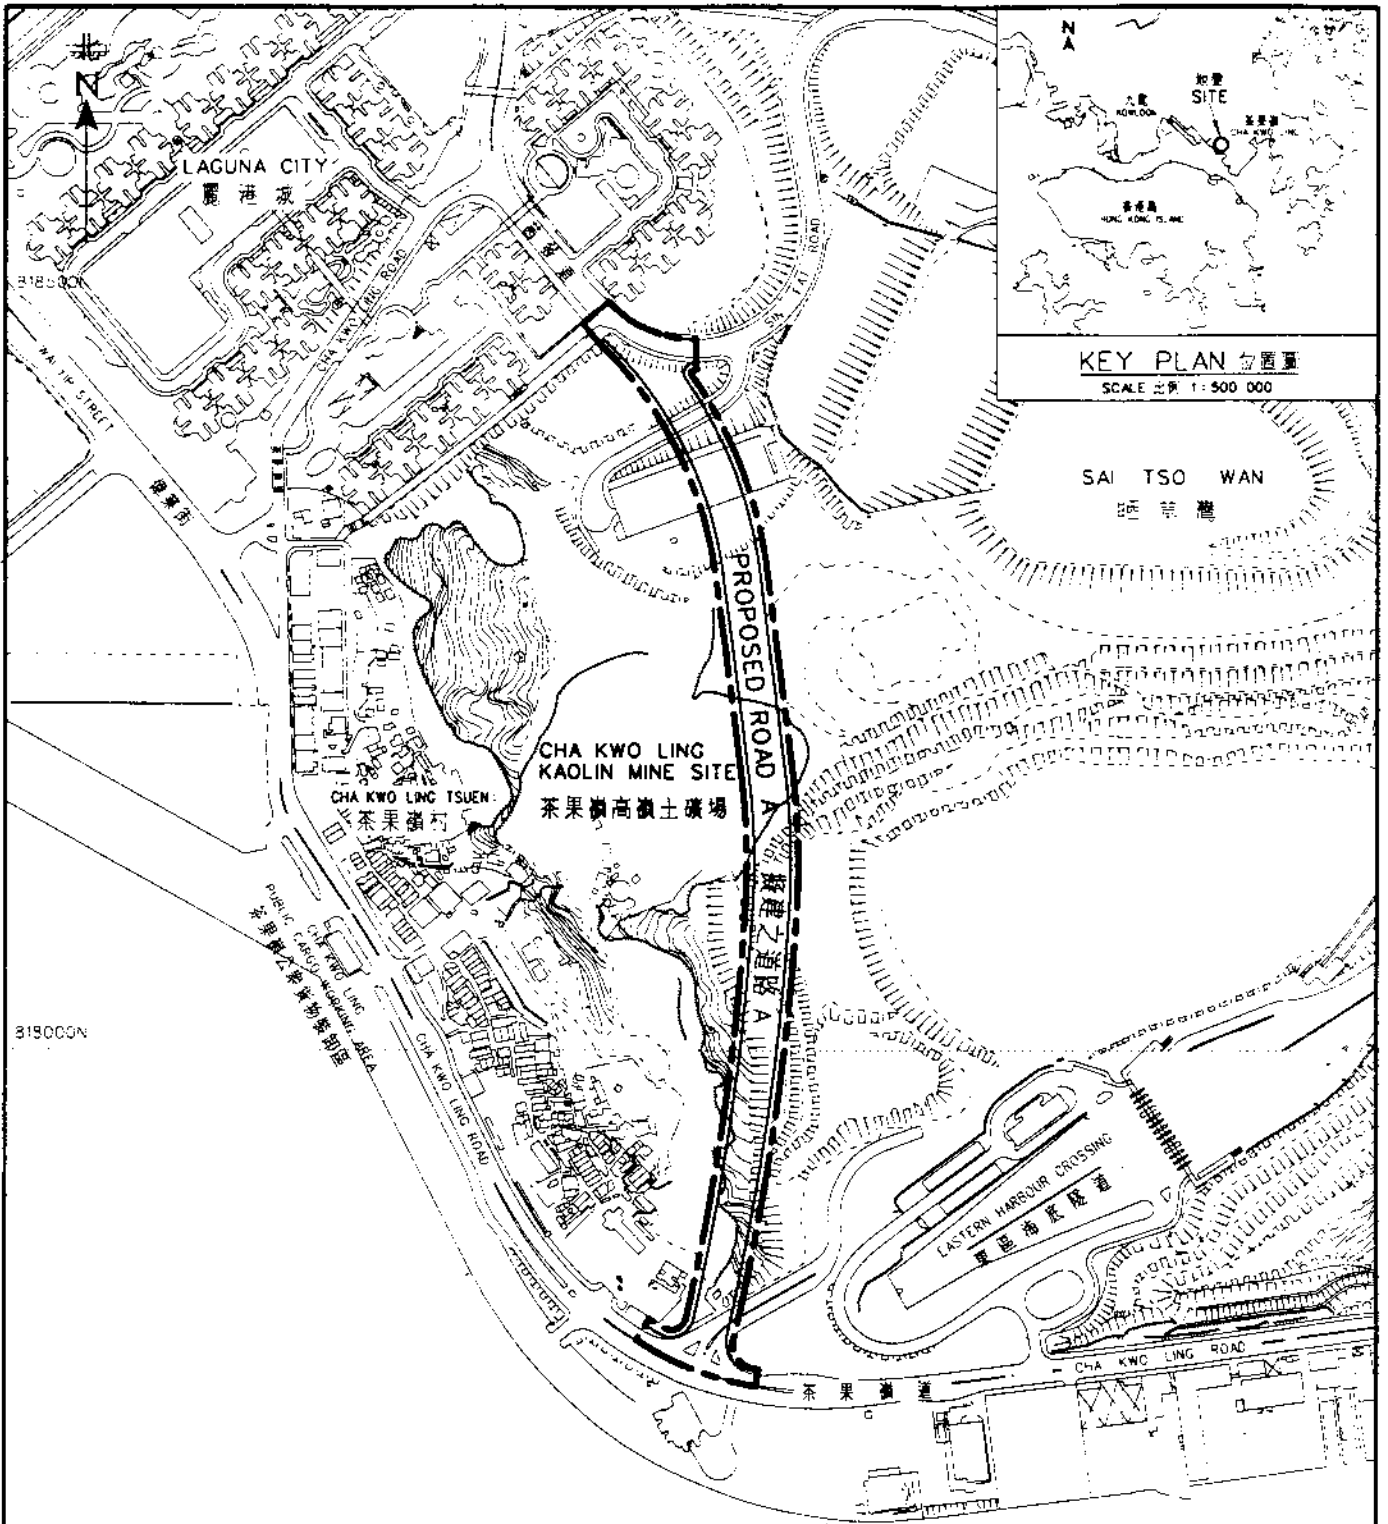 北
N
LAGUNA CITY
麗港城
818500N
WAI YIP STREET
偉業街
CHA KWO LING ROAD
TAI
ROAD
N
地盤
SITE
九龍
KOWLOON
茶果嶺
CHA KWO LING
香港島
HONG KONG ISLAND
KEY PLAN 位置圖
SCALE 比例 1:500 000
SAI TSO WAN
晒草灣
PROPOSED ROAD A
擬建之道路 A
CHA KWO LING
KAOLIN MINE SITE
茶果嶺高嶺土礦場
CHA KWO LING TSUEN
茶果嶺村
CHA KWO LING
PUBLIC CARGO WORKING AREA
茶果嶺公眾貨物裝卸區
818000N
CHA KWO LING ROAD
EASTERN HARBOUR CROSSING
東區海底隧道
CHA KWO LING ROAD
茶果嶺道